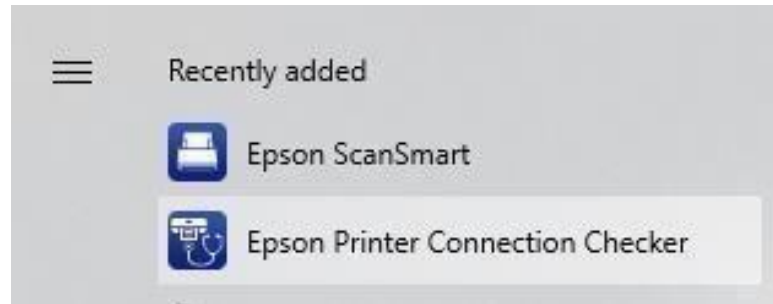 Recently added
Epson ScanSmart
Epson Printer Connection Checker